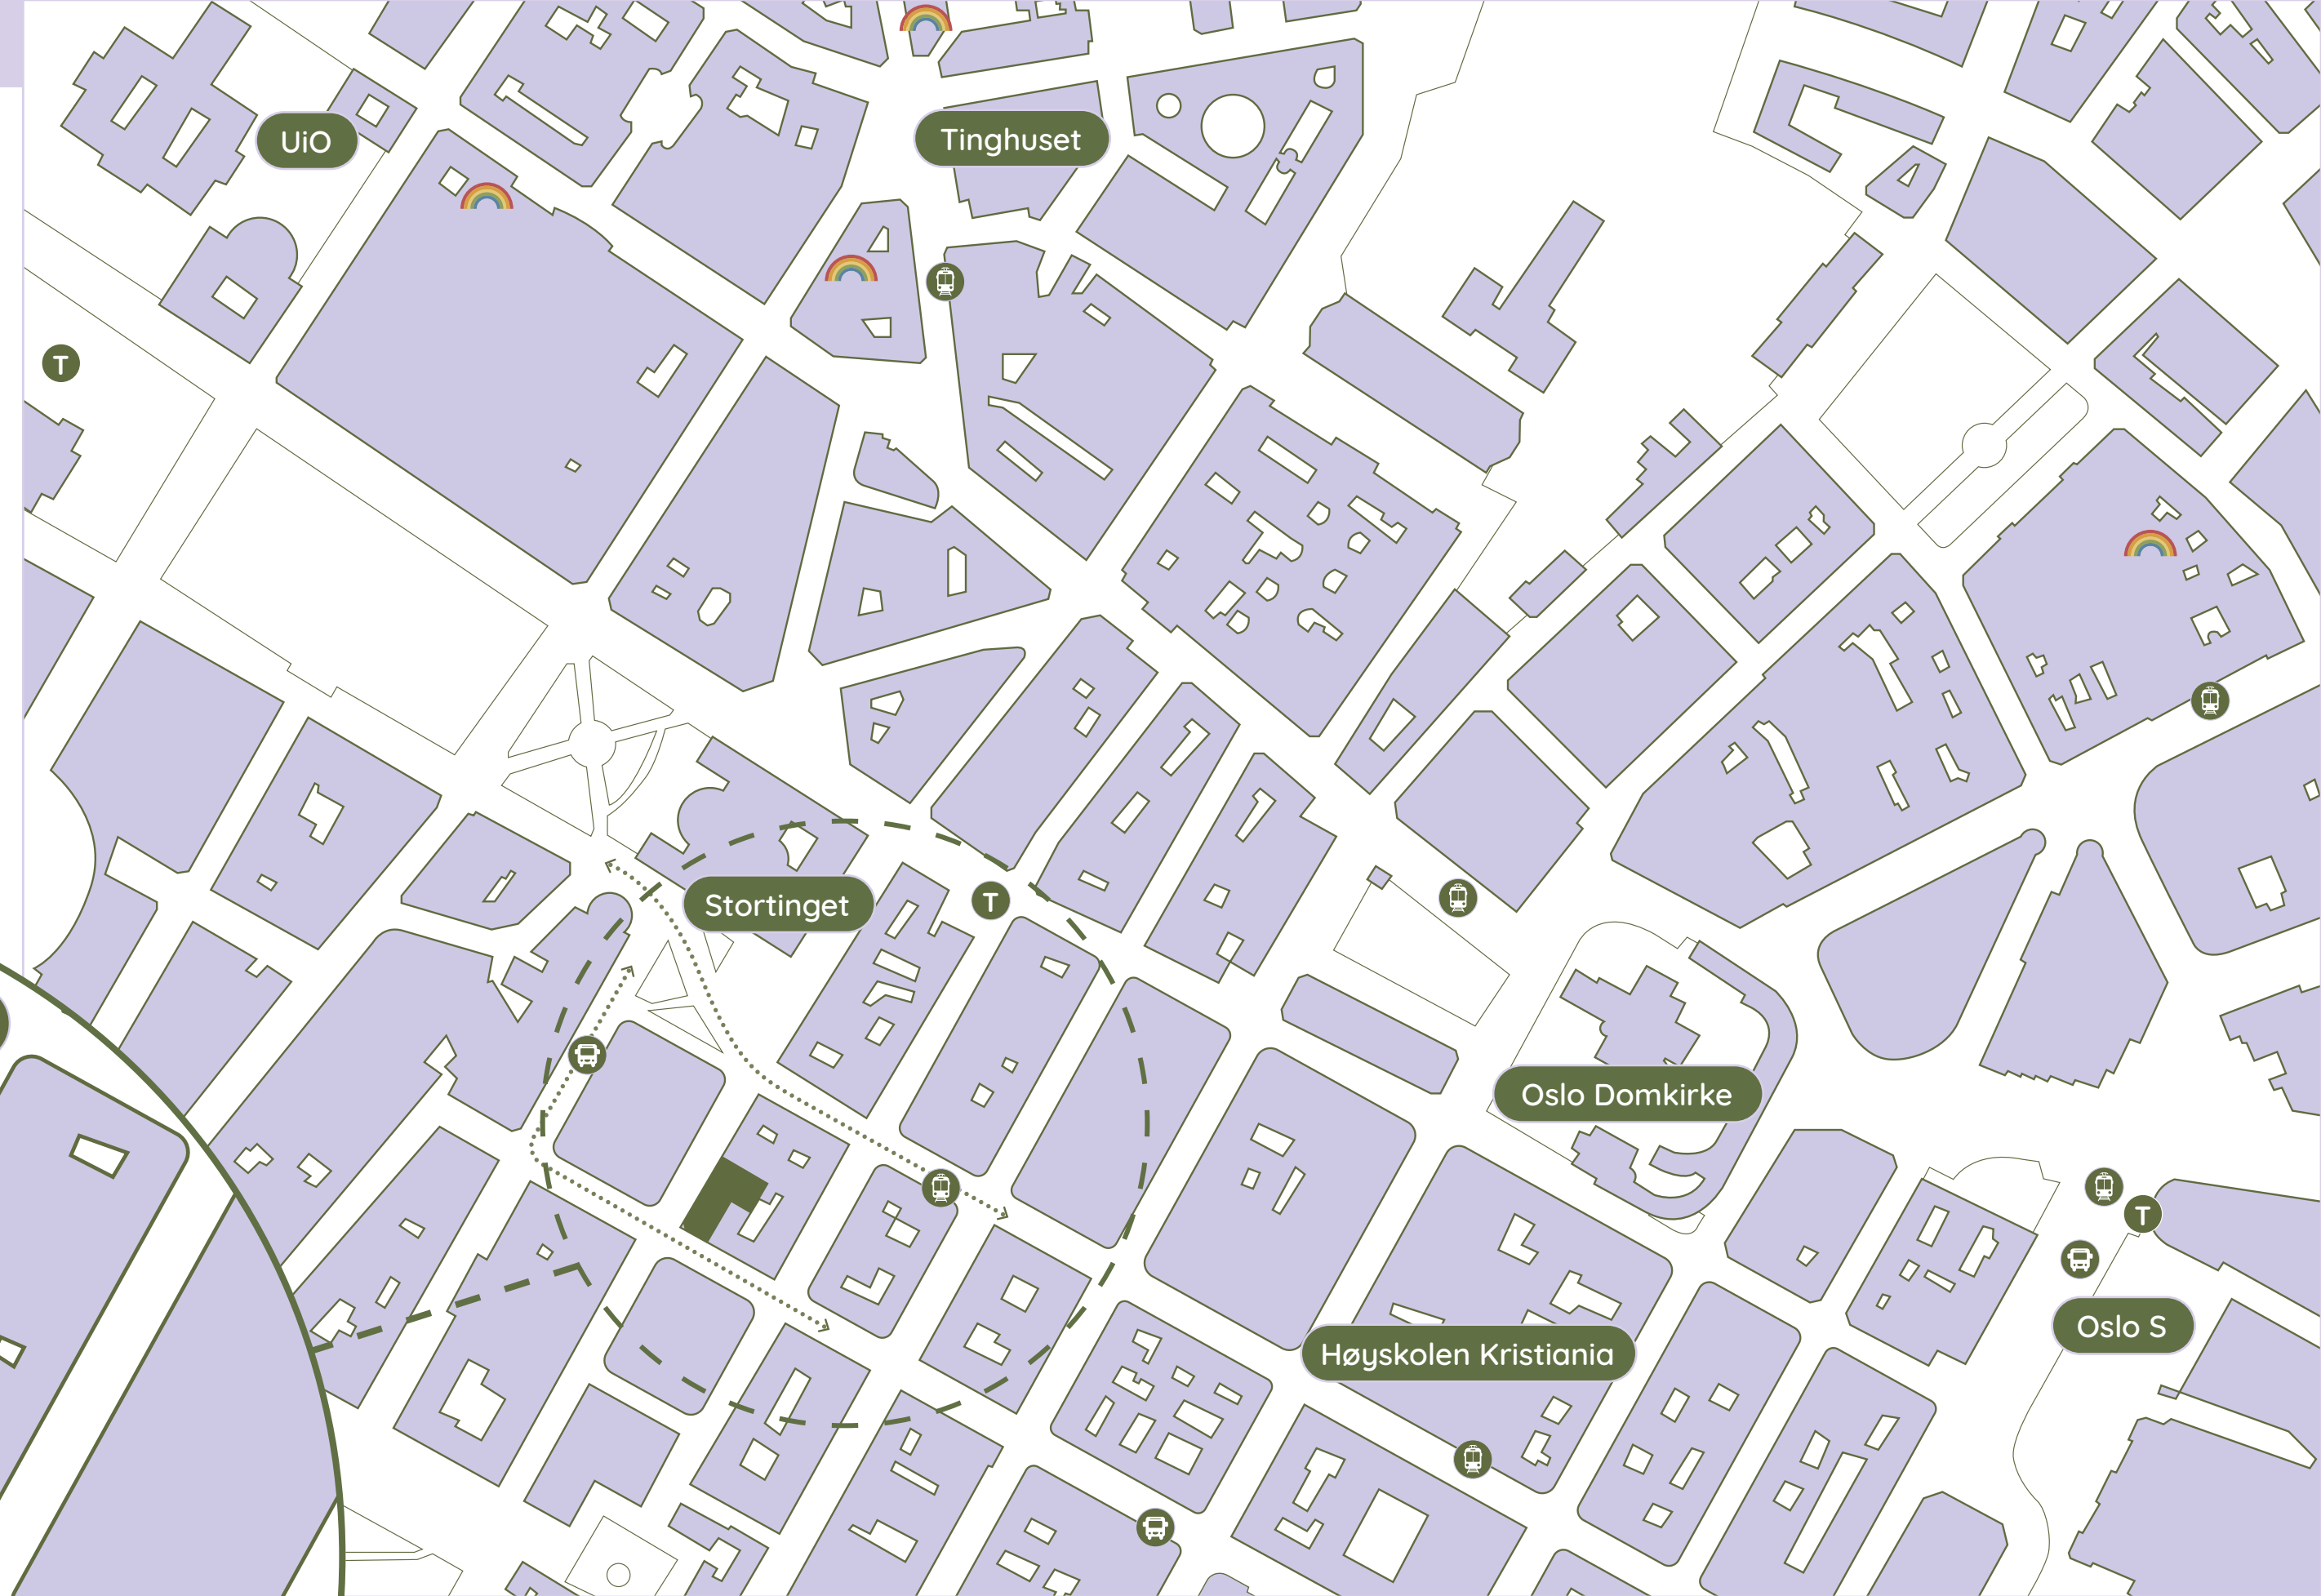 UiO
Tinghuset
T
Stortinget
T
Oslo Domkirke
T
Oslo S
Høyskolen Kristiania